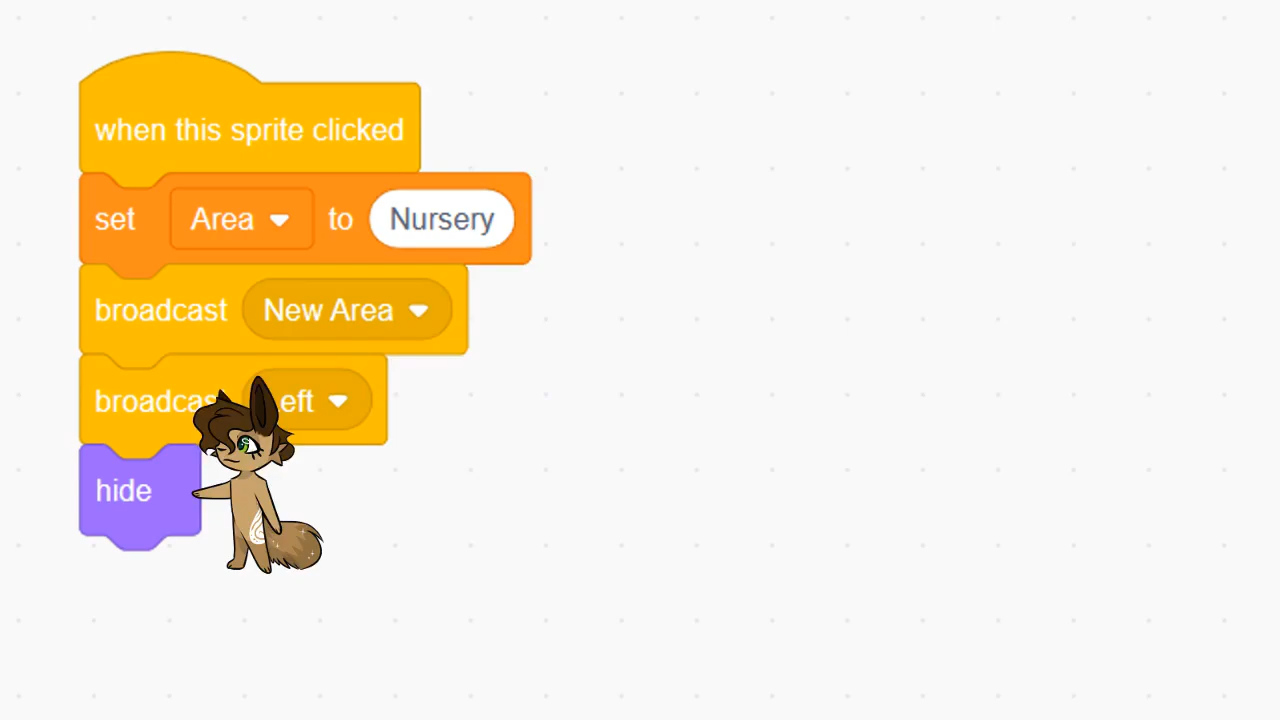 when this sprite clicked
set Area to Nursery
broadcast New Area
hide